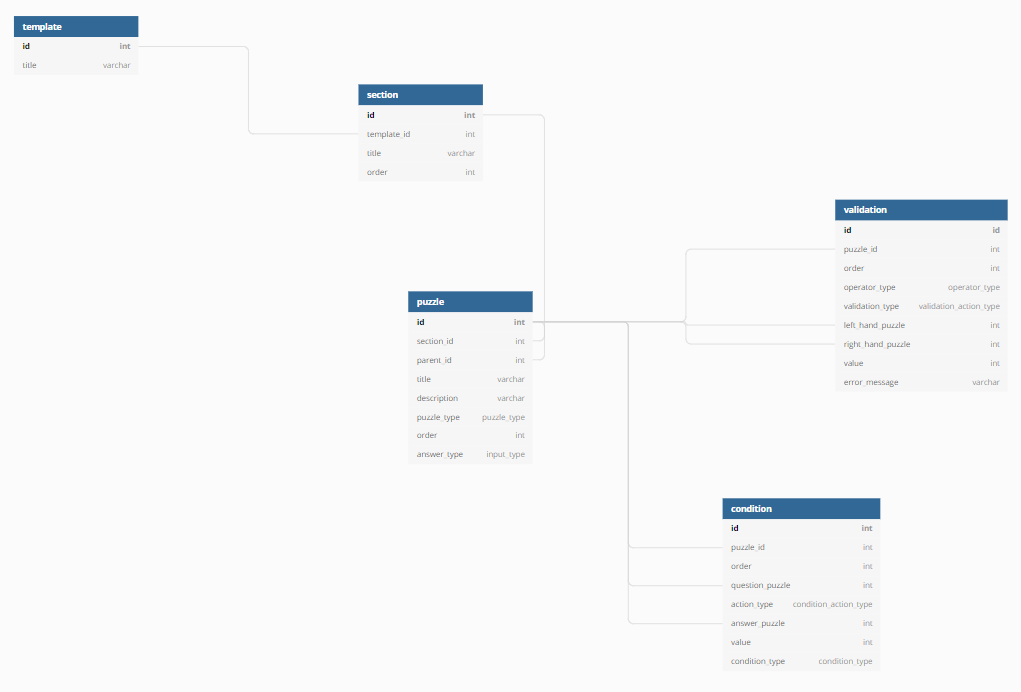 template
id int
title varchar
section
id int
template_id int
title varchar
order int
validation
id id
puzzle_id int
order int
operator_type operator_type
validation_type validation_action_type
left_hand_puzzle int
right_hand_puzzle int
value int
error_message varchar
puzzle
id int
section_id int
parent_id int
title varchar
description varchar
puzzle_type puzzle_type
order int
answer_type input_type
condition
id int
puzzle_id int
order int
question_puzzle int
action_type condition_action_type
answer_puzzle int
value int
condition_type condition_type